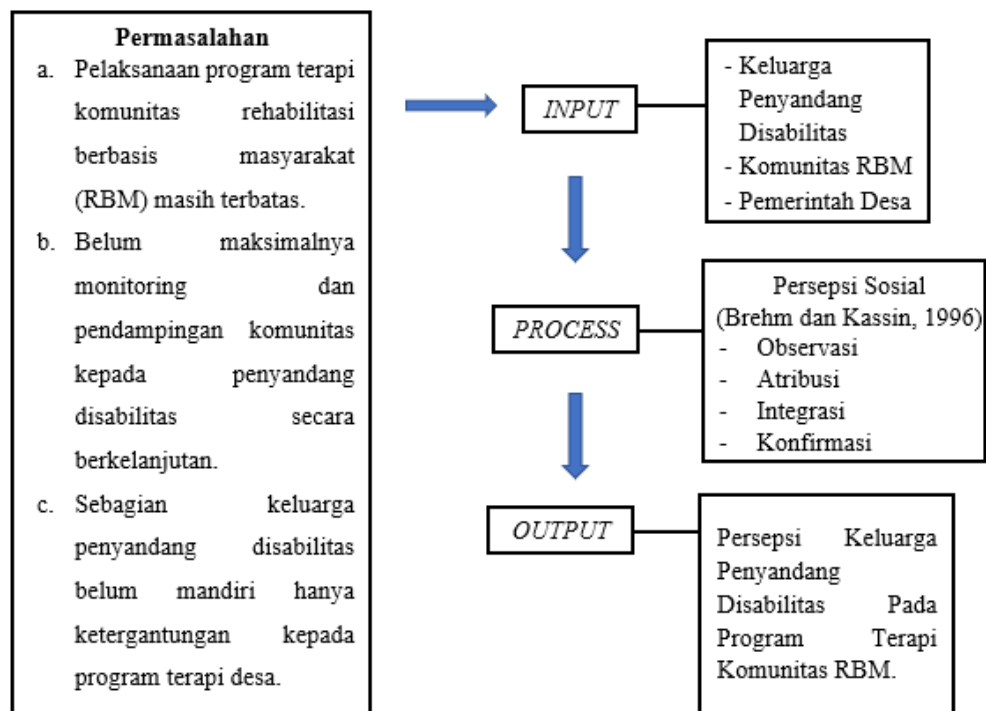 Permasalahan
a. Pelaksanaan program terapi
komunitas rehabilitasi
berbasis masyarakat
(RBM) masih terbatas.
b. Belum maksimalnya
monitoring dan
pendampingan komunitas
kepada penyandang
disabilitas secara
berkelanjutan.
c. Sebagian keluarga
penyandang disabilitas
belum mandiri hanya
ketergantungan kepada
program terapi desa.
INPUT
- Keluarga
Penyandang
Disabilitas
- Komunitas RBM
- Pemerintah Desa
PROCESS
Persepsi Sosial
(Brehm dan Kassin, 1996)
- Observasi
- Atribusi
- Integrasi
- Konfirmasi
OUTPUT
Persepsi Keluarga
Penyandang
Disabilitas Pada
Program Terapi
Komunitas RBM.